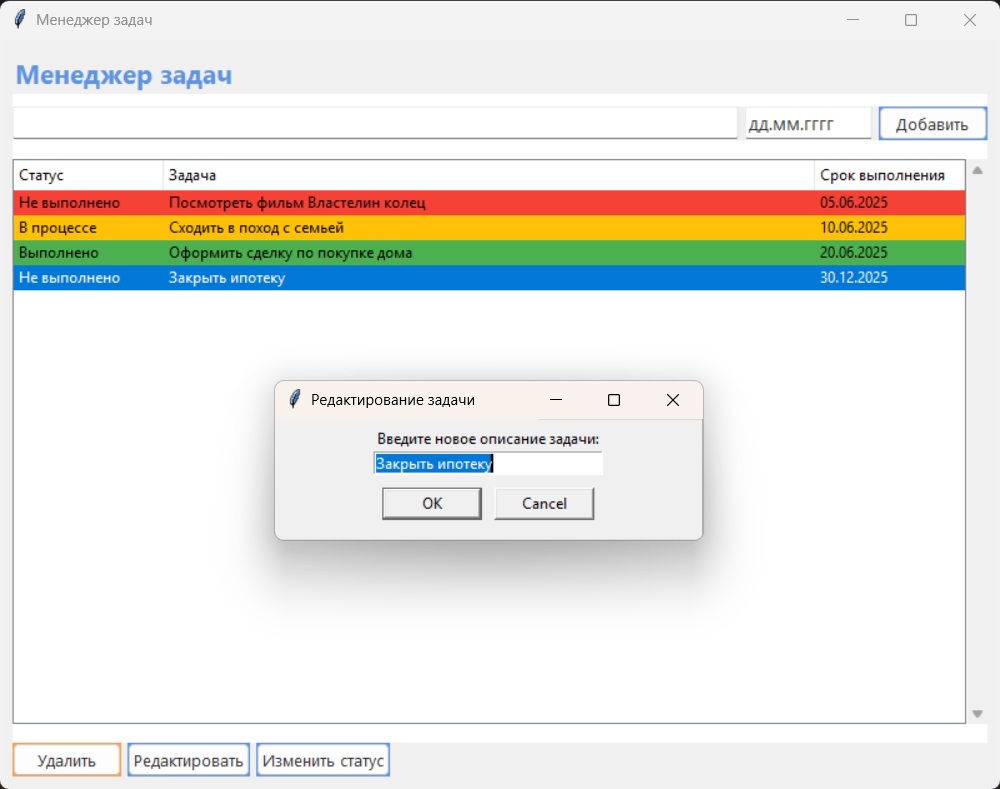 Менеджер задач
Менеджер задач
дд.мм.гггг Добавить
Статус Задача Срок выполнения
Не выполнено Посмотреть фильм Властелин колец 05.06.2025
В процессе Сходить в поход с семьей 10.06.2025
Выполнено Оформить сделку по покупке дома 20.06.2025
Не выполнено Закрыть ипотеку 30.12.2025
Редактирование задачи
Введите новое описание задачи:
Закрыть ипотеку
OK Cancel
Удалить Редактировать Изменить статус